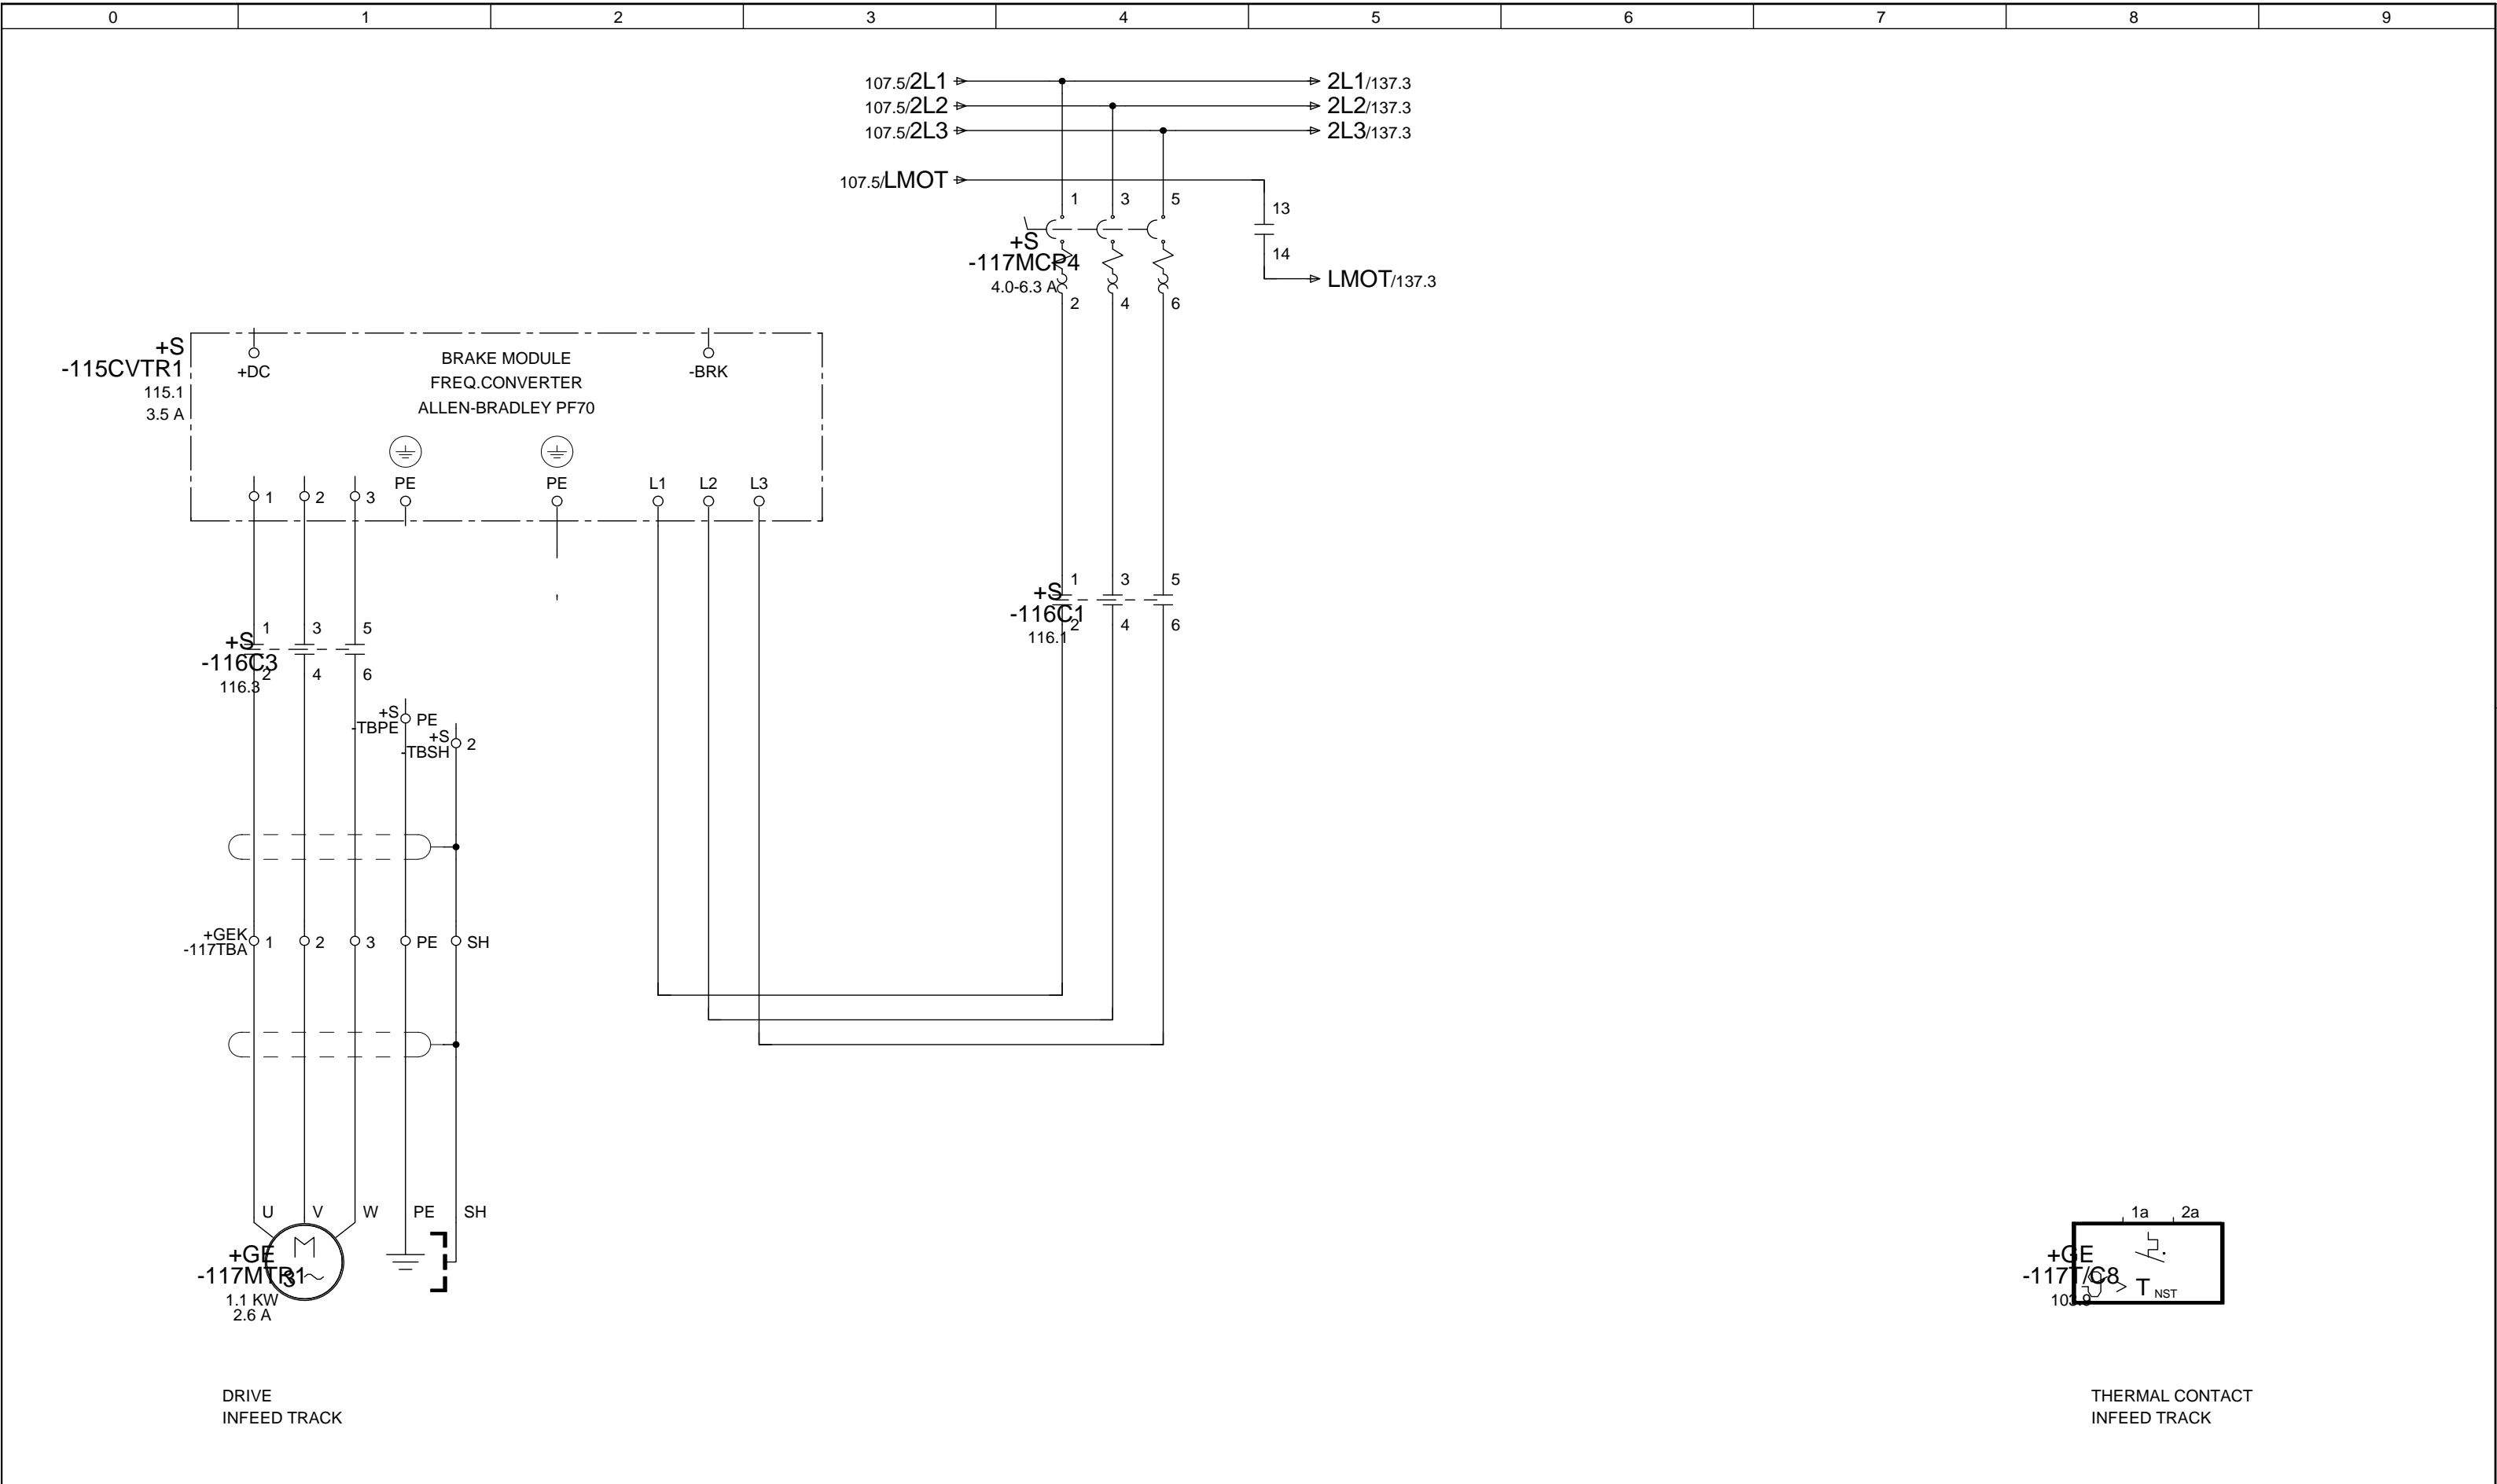 0 1 2 3 4 5 6 7 8 9
107.5/2L1 2L1/137.3
107.5/2L2 2L2/137.3
107.5/2L3 2L3/137.3
107.5/LMOT
1 3 5
13
+S
-117MCP4
4.0-6.3 A
14
LMOT/137.3
2 4 6
+S
-115CVTR1
115.1
3.5 A
+DC
BRAKE MODULE
FREQ.CONVERTER
ALLEN-BRADLEY PF70
-BRK
PE PE L1 L2 L3
1 2 3
1 3 5
+S
-116C1
116.1
2 4 6
1 3 5
+S
-116C3
116.3
2 4 6
+S
-TBPE
PE
+S
-TBSH
2
+GEK
-117TBA
1 2 3 PE SH
U V W PE SH
+GE
-117MTR1
1.1 KW
2.6 A
M
3
1a 2a
+GE
-117T/C8
103.9
T NST
DRIVE
INFEED TRACK
THERMAL CONTACT
INFEED TRACK